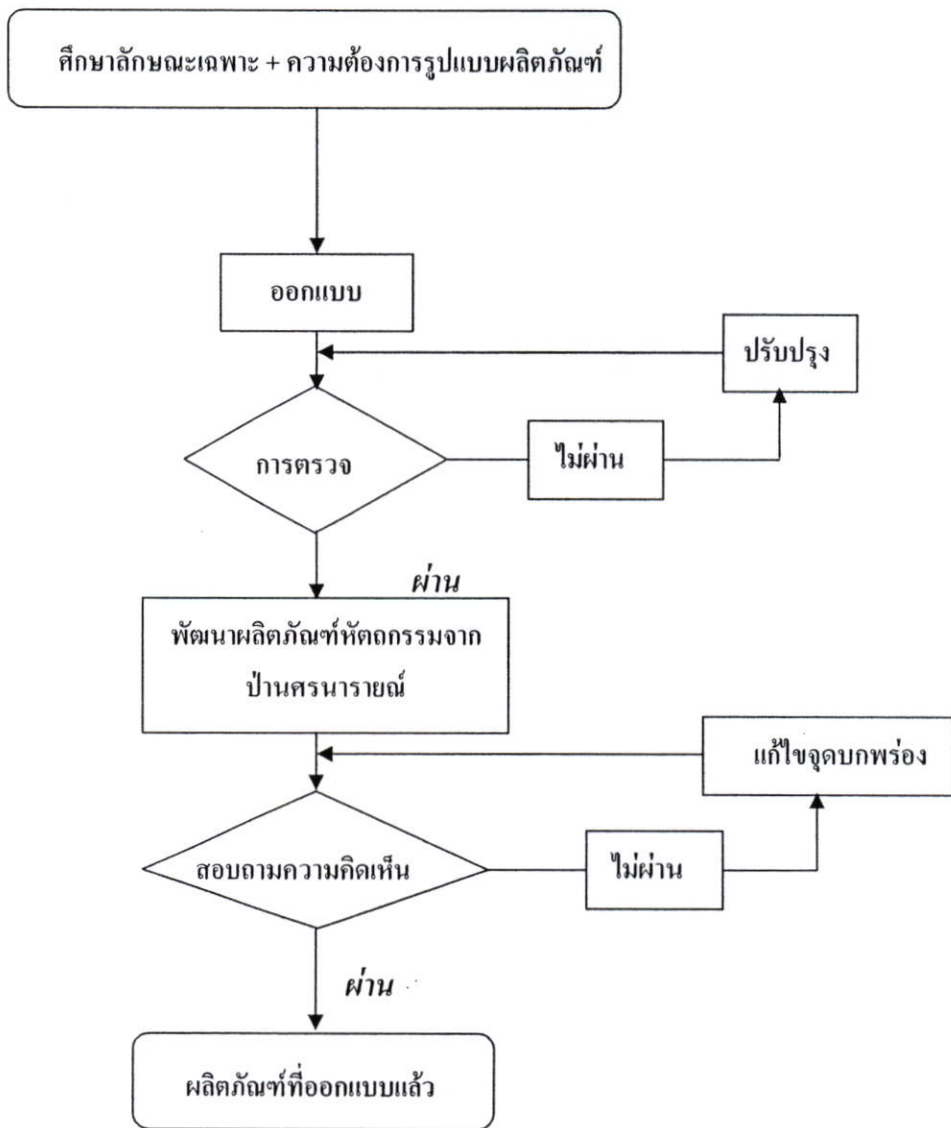 ศึกษาลักษณะเฉพาะ + ความต้องการรูปแบบผลิตภัณฑ์
ออกแบบ
ปรับปรุง
การตรวจ
ไม่ผ่าน
ผ่าน
พัฒนาผลิตภัณฑ์หัตถกรรมจาก
ป่านศรนารายณ์
แก้ไขจุดบกพร่อง
สอบถามความคิดเห็น
ไม่ผ่าน
ผ่าน
ผลิตภัณฑ์ที่ออกแบบแล้ว